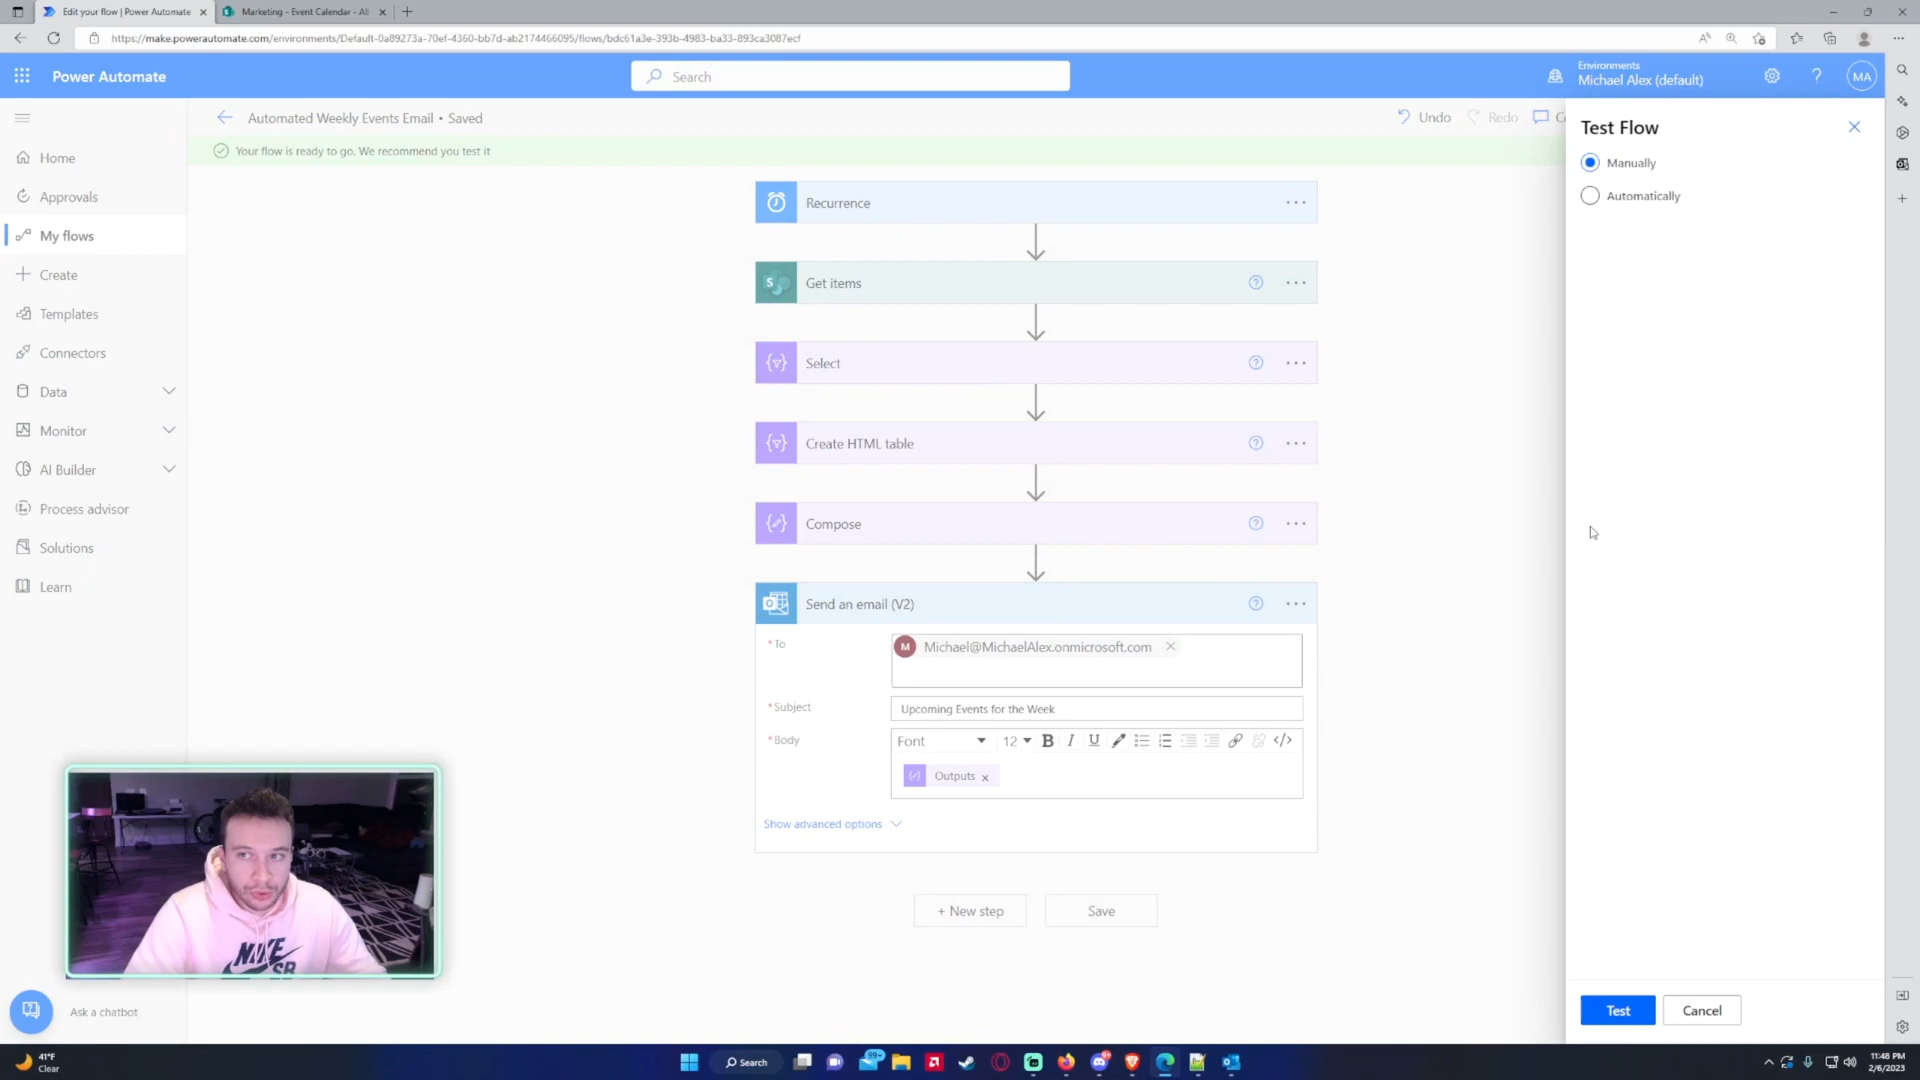 Edit your flow | Power Automate
Marketing - Event Calendar - All
https://make.powerautomate.com/environments/Default-0a89273a-70ef-4360-bb7d-ab2174466095/flows/bdc61a3e-393b-4983-ba33-893ca3087ecf
Power Automate
Search
Environments
Michael Alex (default)
MA
Automated Weekly Events Email • Saved
Undo
Redo
Your flow is ready to go. We recommend you test it
Test Flow
Manually
Automatically
Home
Approvals
My flows
Create
Templates
Connectors
Data
Monitor
AI Builder
Process advisor
Solutions
Learn
Ask a chatbot
Recurrence
Get items
Select
Create HTML table
Compose
Send an email (V2)
* To
M Michael@MichaelAlex.onmicrosoft.com
* Subject
Upcoming Events for the Week
* Body
Font 12 B I U </>
Outputs
Show advanced options
+ New step
Save
NIKE
SB
Test
Cancel
41°F
Clear
Search
99+
11:48 PM
2/6/2023